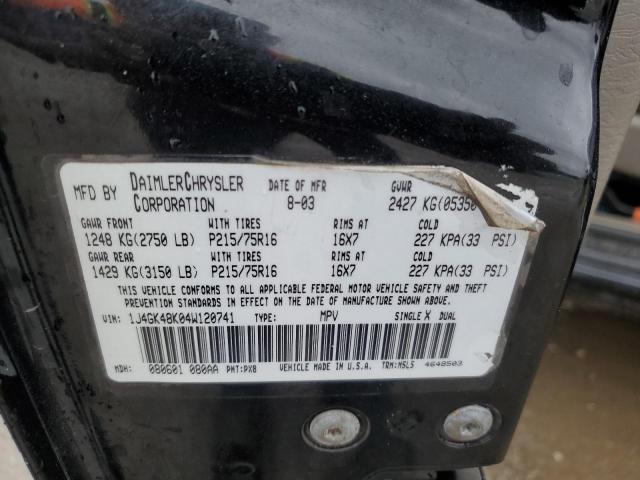 MFD BY DAIMLERCHRYSLER CORPORATION DATE OF MFR 8-03 GVWR 2427 KG(05350
GAWR FRONT WITH TIRES RIMS AT COLD
1248 KG(2750 LB) P215/75R16 16X7 227 KPA(33 PSI)
GAWR REAR WITH TIRES RIMS AT COLD
1429 KG(3150 LB) P215/75R16 16X7 227 KPA(33 PSI)
THIS VEHICLE CONFORMS TO ALL APPLICABLE FEDERAL MOTOR VEHICLE SAFETY AND THEFT
PREVENTION STANDARDS IN EFFECT ON THE DATE OF MANUFACTURE SHOWN ABOVE.
VIN: 1J4GK48K04W120741 TYPE: MPV SINGLE X DUAL
MDH: 080601 080AA PNT:PX8 VEHICLE MADE IN U.S.A. TRM:MSL5 4648503